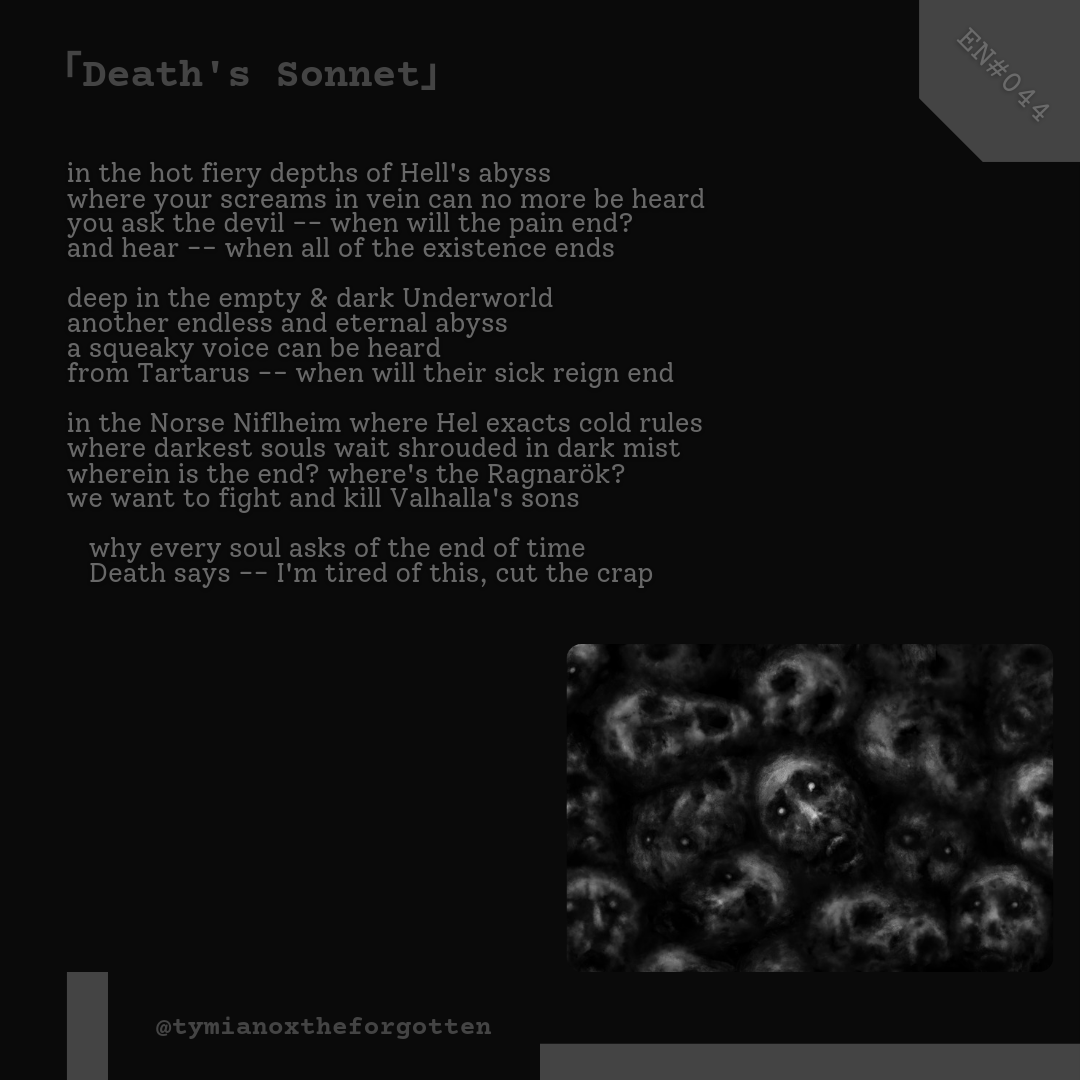 「Death's Sonnet」
EN#044
in the hot fiery depths of Hell's abyss
where your screams in vein can no more be heard
you ask the devil -- when will the pain end?
and hear -- when all of the existence ends
deep in the empty & dark Underworld
another endless and eternal abyss
a squeaky voice can be heard
from Tartarus -- when will their sick reign end
in the Norse Niflheim where Hel exacts cold rules
where darkest souls wait shrouded in dark mist
wherein is the end? where's the Ragnarök?
we want to fight and kill Valhalla's sons
why every soul asks of the end of time
Death says -- I'm tired of this, cut the crap
@tymianoxtheforgotten